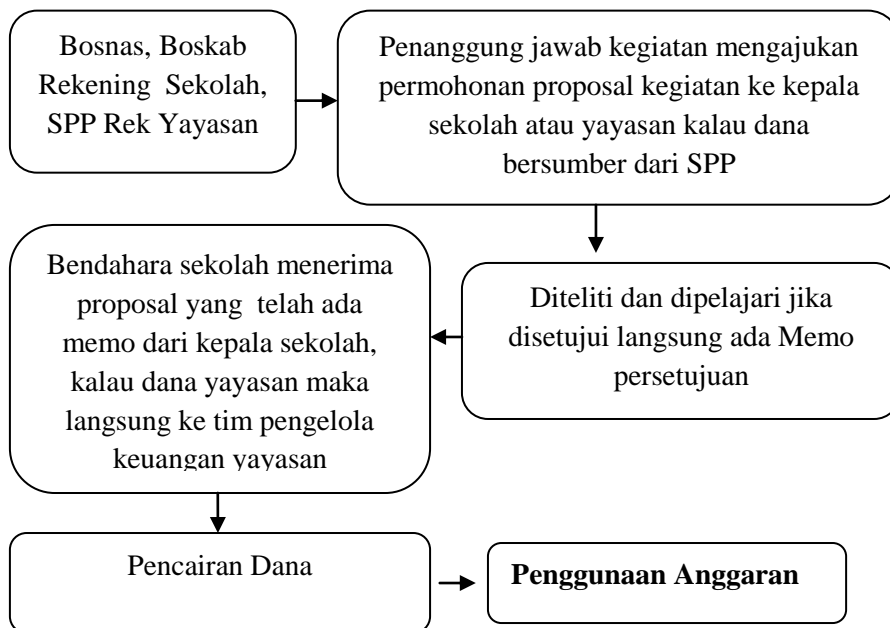 Bosnas, Boskab
Rekening Sekolah,
SPP Rek Yayasan
Penanggung jawab kegiatan mengajukan
permohonan proposal kegiatan ke kepala
sekolah atau yayasan kalau dana
bersumber dari SPP
Diteliti dan dipelajari jika
disetujui langsung ada Memo
persetujuan
Bendahara sekolah menerima
proposal yang telah ada
memo dari kepala sekolah,
kalau dana yayasan maka
langsung ke tim pengelola
keuangan yayasan
Pencairan Dana
Penggunaan Anggaran